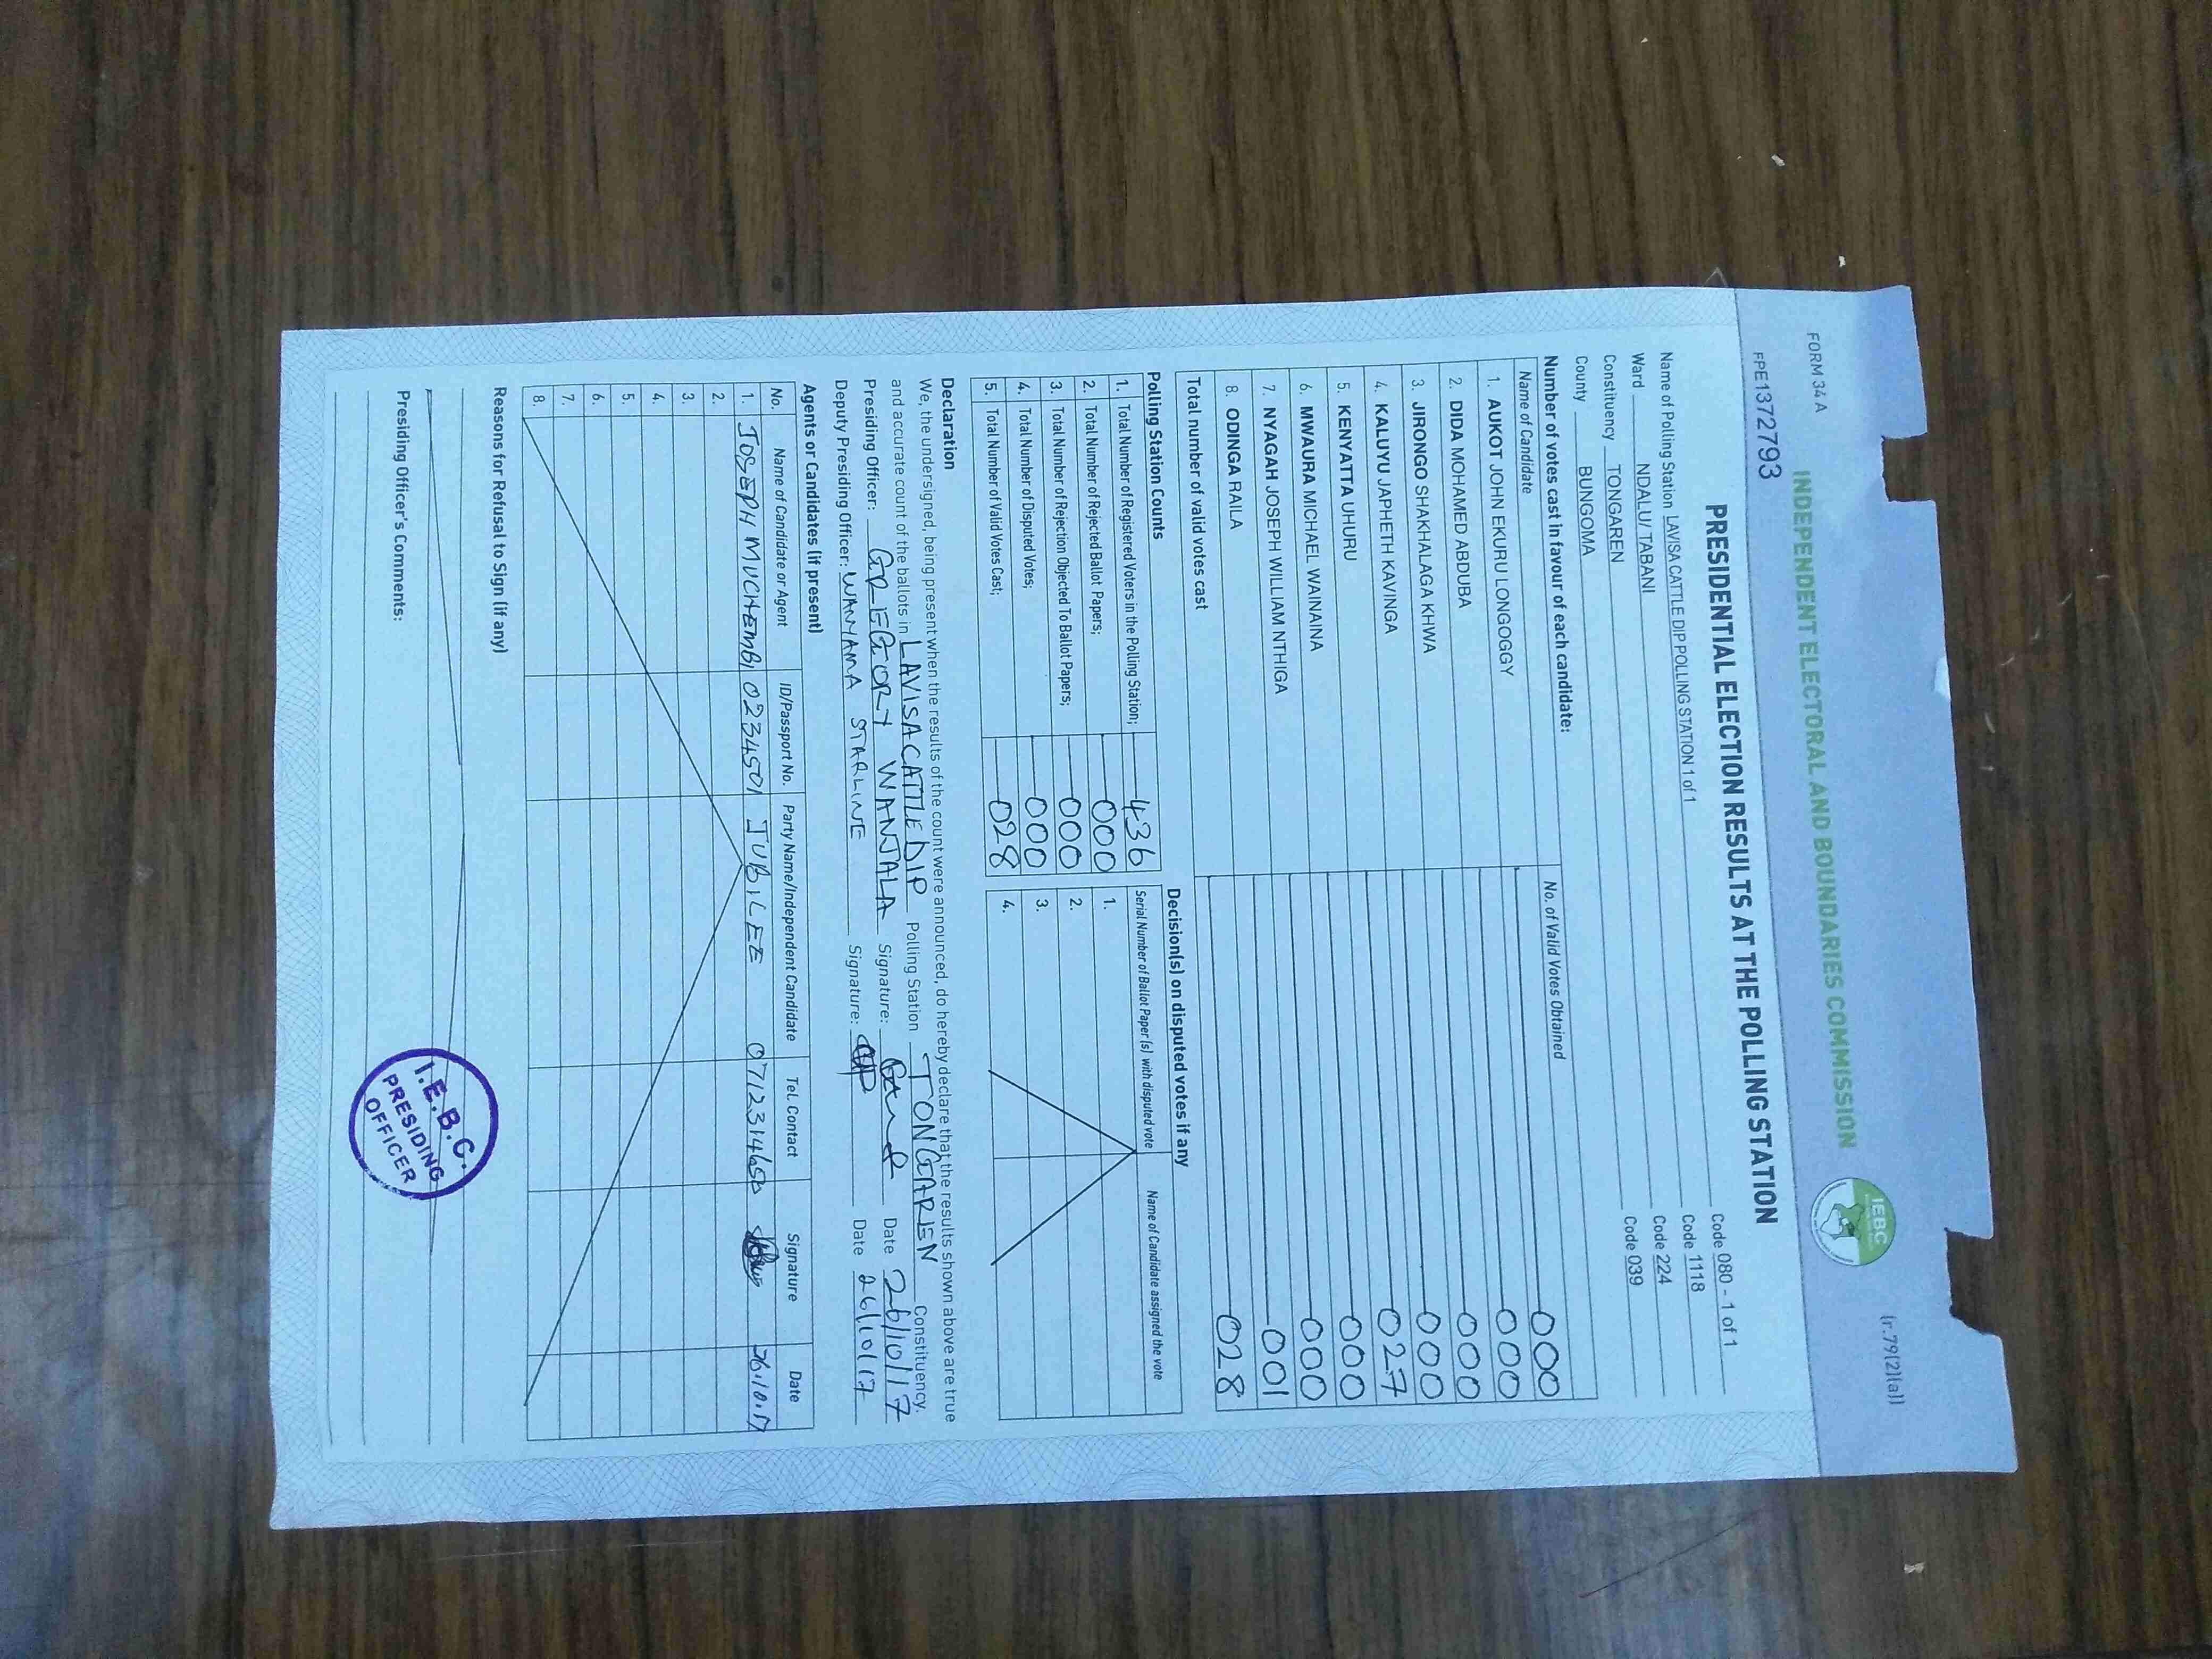 FORM 34A
INDEPENDENT ELECTORAL AND BOUNDARIES COMMISSION
IEBC
(r.79(2)(a))
FPE1372793
PRESIDENTIAL ELECTION RESULTS AT THE POLLING STATION
Name of Polling Station LAVISA CATTLE DIP POLLING STATION 1 of 1 Code 080 - 1 of 1
Ward NDALU/ TABANI Code 1118
Constituency TONGAREN Code 224
County BUNGOMA Code 039
Number of votes cast in favour of each candidate:
Name of Candidate No. of Valid Votes Obtained
1. AUKOT JOHN EKURU LONGOGGY 000
2. DIDA MOHAMED ABDUBA 000
3. JIRONGO SHAKHALAGA KHWA 000
4. KALUYU JAPHETH KAVINGA 000
5. KENYATTA UHURU 027
6. MWAURA MICHAEL WAINAINA 000
7. NYAGAH JOSEPH WILLIAM NTHIGA 000
8. ODINGA RAILA 001
Total number of valid votes cast 028
Polling Station Counts
1. Total Number of Registered Voters in the Polling Station; 436
2. Total Number of Rejected Ballot Papers; 000
3. Total Number of Rejection Objected To Ballot Papers; 000
4. Total Number of Disputed Votes; 000
5. Total Number of Valid Votes Cast; 028
Decision(s) on disputed votes if any
Serial Number of Ballot Paper (s) with disputed vote Name of Candidate assigned the vote
1.
2.
3.
4.
Declaration
We, the undersigned, being present when the results of the count were announced, do hereby declare that the results shown above are true
and accurate count of the ballots in LAVISA CATTLE DIP Polling Station TONGAREN Constituency.
Presiding Officer: GREGORY WANJALA Signature: Date 26/10/17
Deputy Presiding Officer: WANYAMA STARLINE Signature: Date 26/10/17
Agents or Candidates (if present)
No. Name of Candidate or Agent ID/Passport No. Party Name/Independent Candidate Tel. Contact Signature Date
1. JOSEPH MUCHEMBI 0234501 JUBILEE 0712314650 26.10.17
2.
3.
4.
5.
6.
7.
8.
Reasons for Refusal to Sign (if any)
Presiding Officer's Comments:
I.E.B.C.
PRESIDING
OFFICER